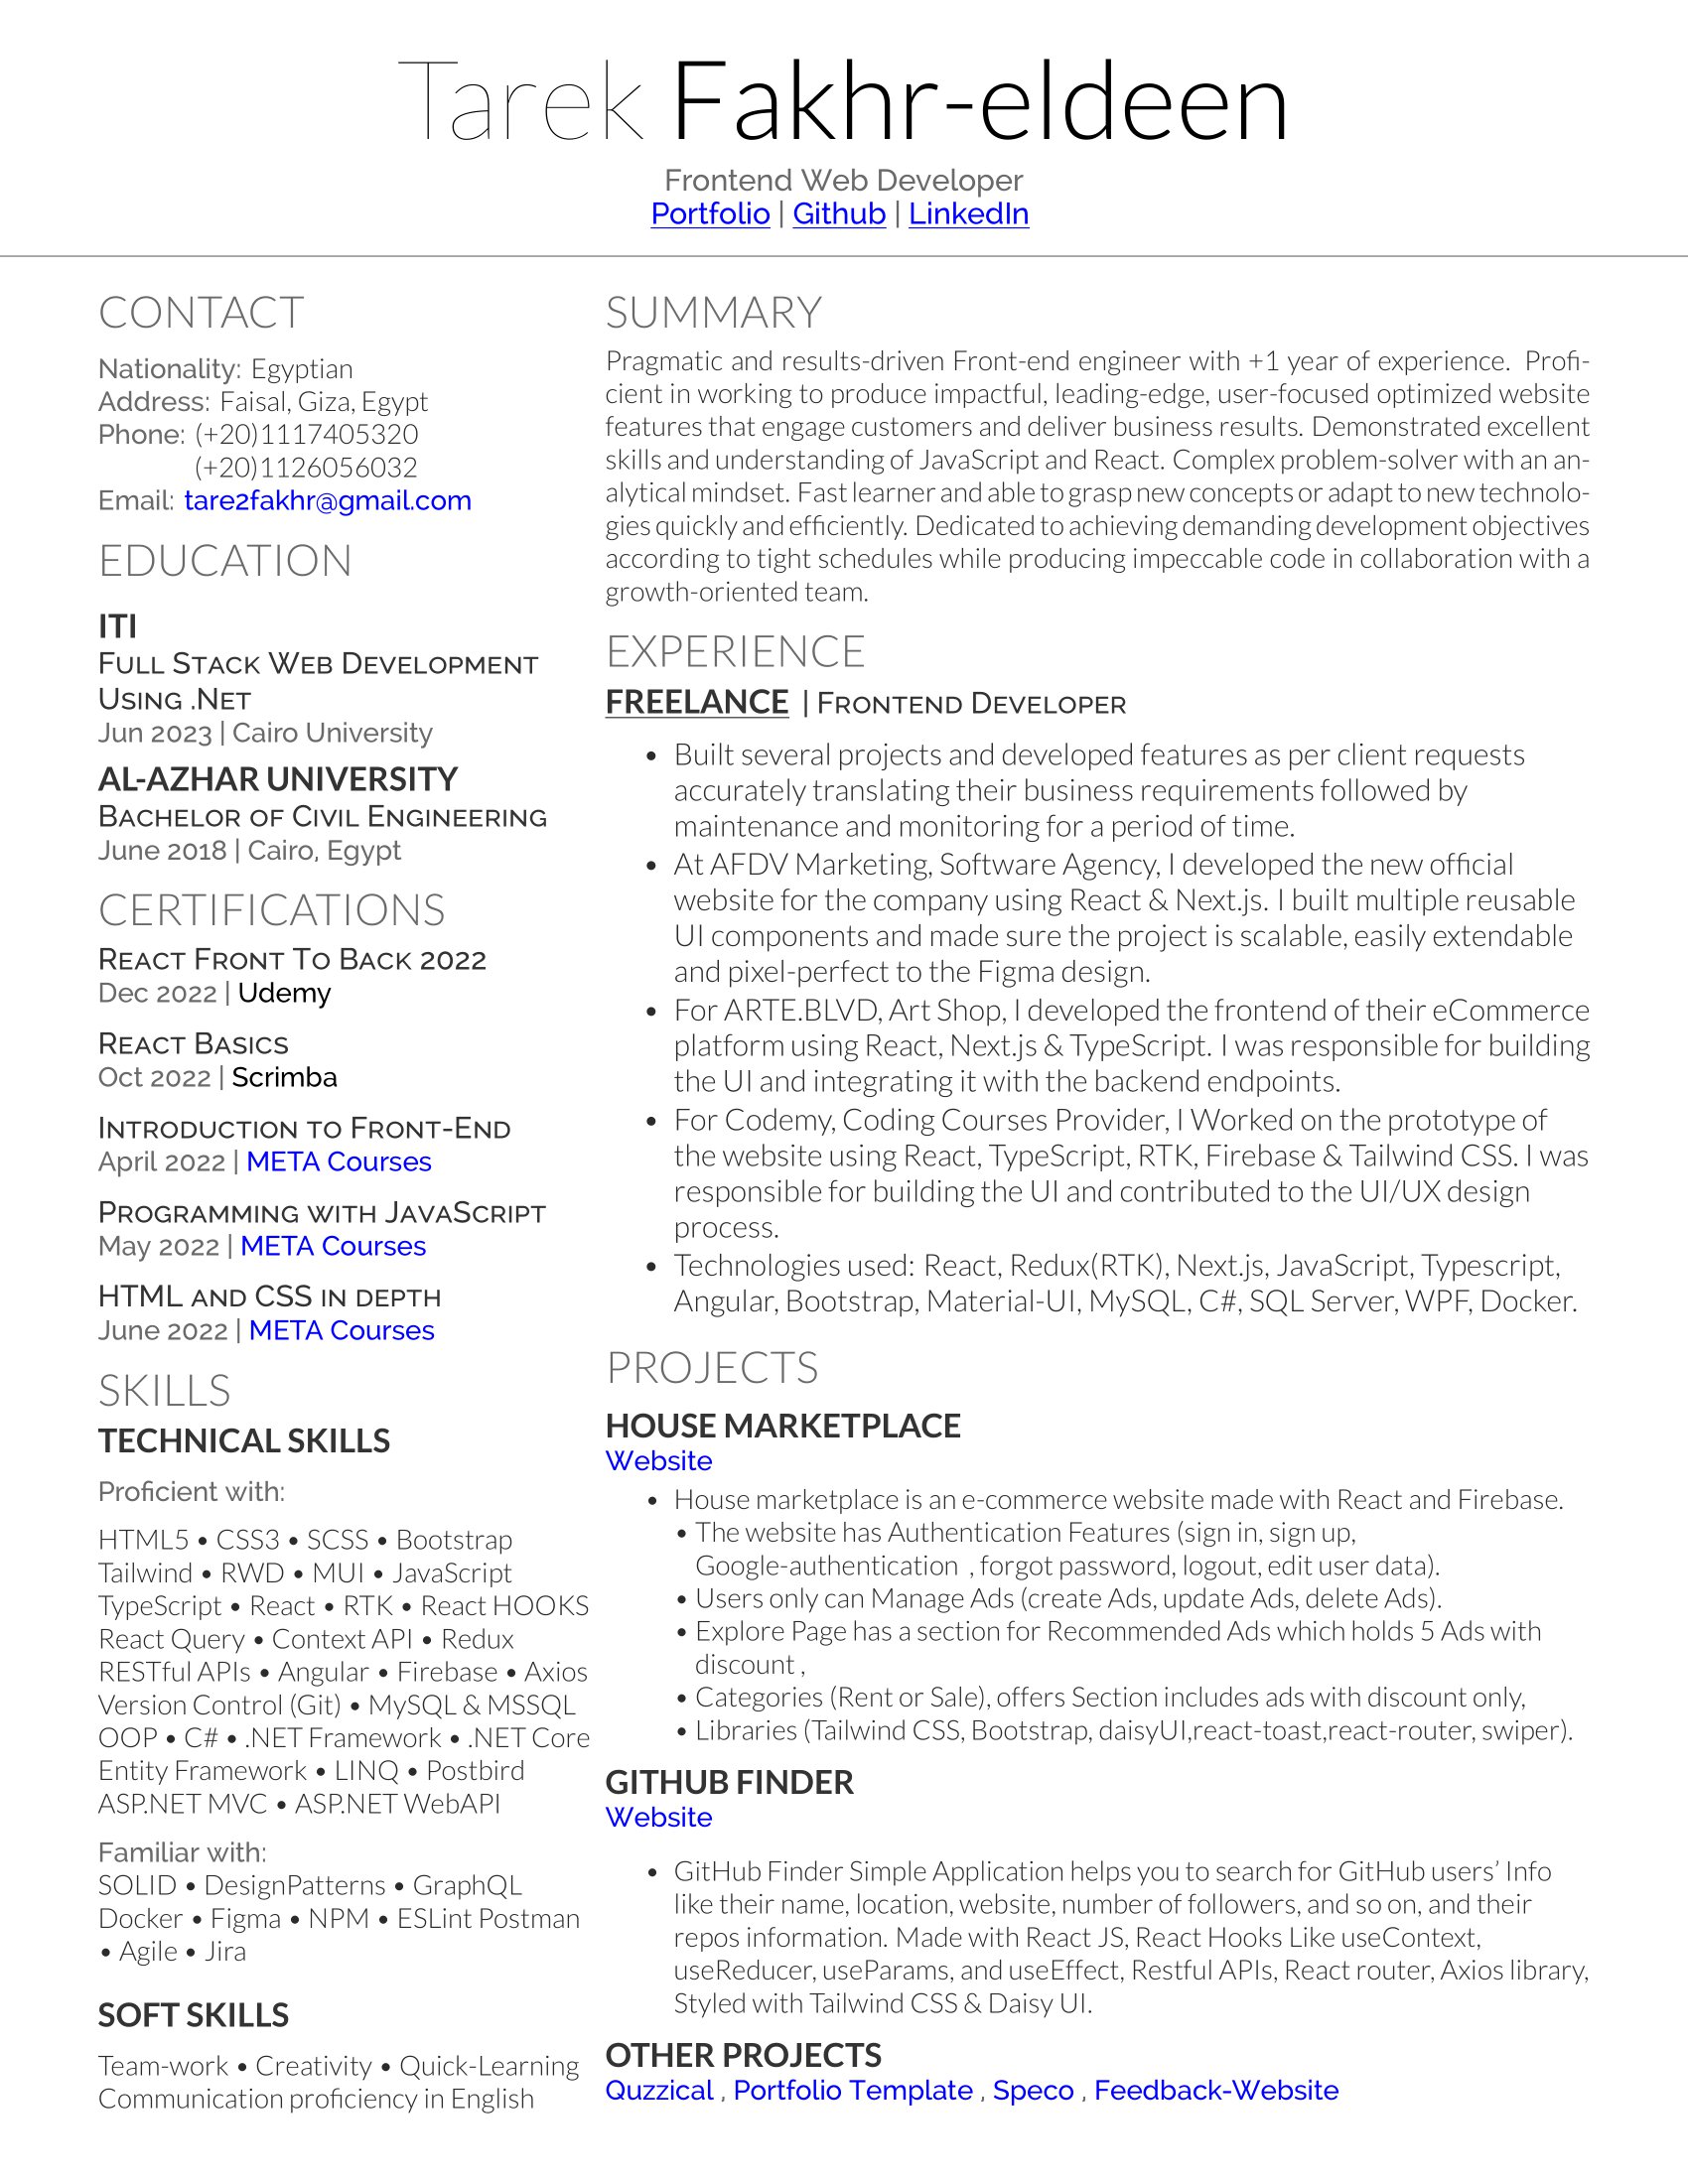 Tarek Fakhr-eldeen
Frontend Web Developer
Portfolio | Github | LinkedIn
CONTACT
Nationality: Egyptian
Address: Faisal, Giza, Egypt
Phone: (+20)1117405320
(+20)1126056032
Email: tare2fakhr@gmail.com
EDUCATION
ITI
Full Stack Web Development
Using .Net
Jun 2023 | Cairo University
AL-AZHAR UNIVERSITY
Bachelor of Civil Engineering
June 2018 | Cairo, Egypt
CERTIFICATIONS
React Front To Back 2022
Dec 2022 | Udemy
React Basics
Oct 2022 | Scrimba
Introduction to Front-End
April 2022 | META Courses
Programming with JavaScript
May 2022 | META Courses
HTML and CSS in depth
June 2022 | META Courses
SKILLS
TECHNICAL SKILLS
Proficient with:
HTML5 • CSS3 • SCSS • Bootstrap
Tailwind • RWD • MUI • JavaScript
TypeScript • React • RTK • React HOOKS
React Query • Context API • Redux
RESTful APIs • Angular • Firebase • Axios
Version Control (Git) • MySQL & MSSQL
OOP • C# • .NET Framework • .NET Core
Entity Framework • LINQ • Postbird
ASP.NET MVC • ASP.NET WebAPI
Familiar with:
SOLID • DesignPatterns • GraphQL
Docker • Figma • NPM • ESLint Postman
• Agile • Jira
SOFT SKILLS
Team-work • Creativity • Quick-Learning
Communication proficiency in English
SUMMARY
Pragmatic and results-driven Front-end engineer with +1 year of experience. Profi-
cient in working to produce impactful, leading-edge, user-focused optimized website
features that engage customers and deliver business results. Demonstrated excellent
skills and understanding of JavaScript and React. Complex problem-solver with an an-
alytical mindset. Fast learner and able to grasp new concepts or adapt to new technolo-
gies quickly and efficiently. Dedicated to achieving demanding development objectives
according to tight schedules while producing impeccable code in collaboration with a
growth-oriented team.
EXPERIENCE
FREELANCE | Frontend Developer
• Built several projects and developed features as per client requests
accurately translating their business requirements followed by
maintenance and monitoring for a period of time.
• At AFDV Marketing, Software Agency, I developed the new official
website for the company using React & Next.js. I built multiple reusable
UI components and made sure the project is scalable, easily extendable
and pixel-perfect to the Figma design.
• For ARTE.BLVD, Art Shop, I developed the frontend of their eCommerce
platform using React, Next.js & TypeScript. I was responsible for building
the UI and integrating it with the backend endpoints.
• For Codemy, Coding Courses Provider, I Worked on the prototype of
the website using React, TypeScript, RTK, Firebase & Tailwind CSS. I was
responsible for building the UI and contributed to the UI/UX design
process.
• Technologies used: React, Redux(RTK), Next.js, JavaScript, Typescript,
Angular, Bootstrap, Material-UI, MySQL, C#, SQL Server, WPF, Docker.
PROJECTS
HOUSE MARKETPLACE
Website
• House marketplace is an e-commerce website made with React and Firebase.
• The website has Authentication Features (sign in, sign up,
Google-authentication , forgot password, logout, edit user data).
• Users only can Manage Ads (create Ads, update Ads, delete Ads).
• Explore Page has a section for Recommended Ads which holds 5 Ads with
discount ,
• Categories (Rent or Sale), offers Section includes ads with discount only,
• Libraries (Tailwind CSS, Bootstrap, daisyUI,react-toast,react-router, swiper).
GITHUB FINDER
Website
• GitHub Finder Simple Application helps you to search for GitHub users’ Info
like their name, location, website, number of followers, and so on, and their
repos information. Made with React JS, React Hooks Like useContext,
useReducer, useParams, and useEffect, Restful APIs, React router, Axios library,
Styled with Tailwind CSS & Daisy UI.
OTHER PROJECTS
Quzzical , Portfolio Template , Speco , Feedback-Website